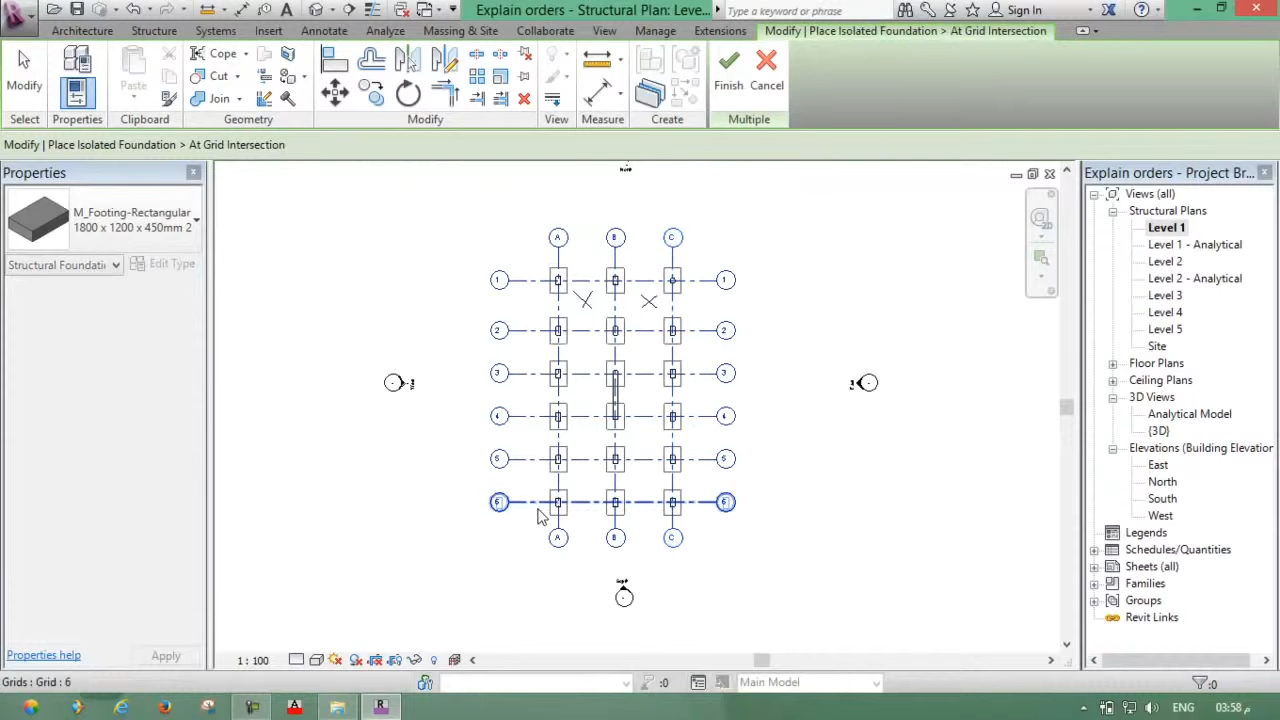 Explain orders - Structural Plan: Leve...
Type a keyword or phrase
Sign In
Architecture Structure Systems Insert Annotate Analyze Massing & Site Collaborate View Manage Extensions Modify | Place Isolated Foundation > At Grid Intersection
Modify
Paste
Cope
Cut
Join
Finish
Cancel
Select
Properties
Clipboard
Geometry
Modify
View
Measure
Create
Multiple
Modify | Place Isolated Foundation > At Grid Intersection
Properties
M_Footing-Rectangular
1800 x 1200 x 450mm 2
Structural Foundati
Edit Type
Properties help
Apply
A B C
1 1
2 2
3 3
4 4
5 5
6 6
A B C
Explain orders - Project Br...
Views (all)
Structural Plans
Level 1
Level 1 - Analytical
Level 2
Level 2 - Analytical
Level 3
Level 4
Level 5
Site
Floor Plans
Ceiling Plans
3D Views
Analytical Model
{3D}
Elevations (Building Elevation
East
North
South
West
Legends
Schedules/Quantities
Sheets (all)
Families
Groups
Revit Links
1 : 100
Grids : Grid : 6
:0
Main Model
:0
ENG
03:58 م